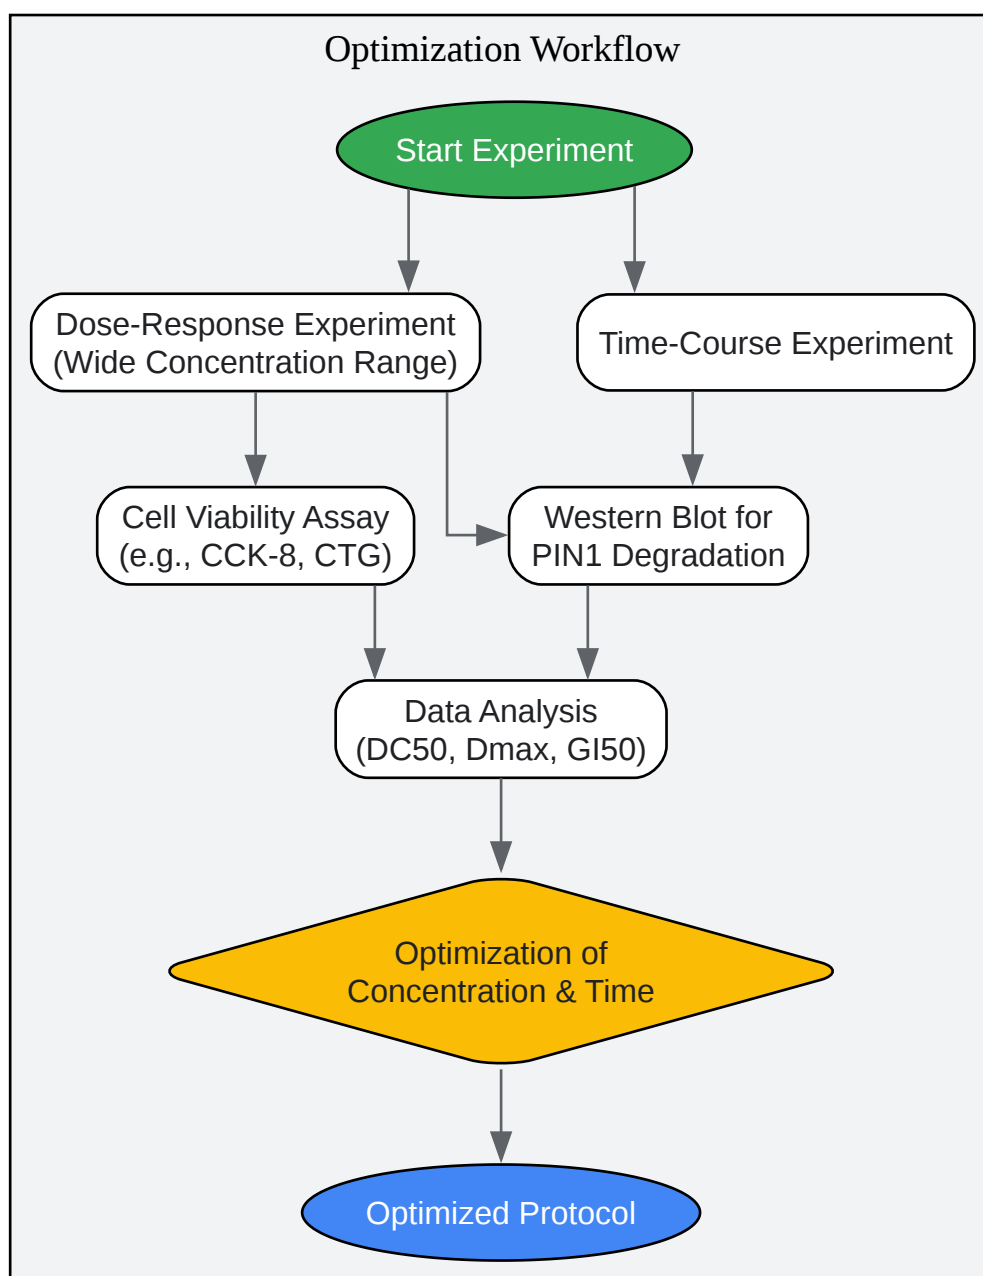 Optimization Workflow
Start Experiment
Dose-Response Experiment
(Wide Concentration Range)
Time-Course Experiment
Cell Viability Assay
(e.g., CCK-8, CTG)
Western Blot for
PIN1 Degradation
Data Analysis
(DC50, Dmax, GI50)
Optimization of
Concentration & Time
Optimized Protocol